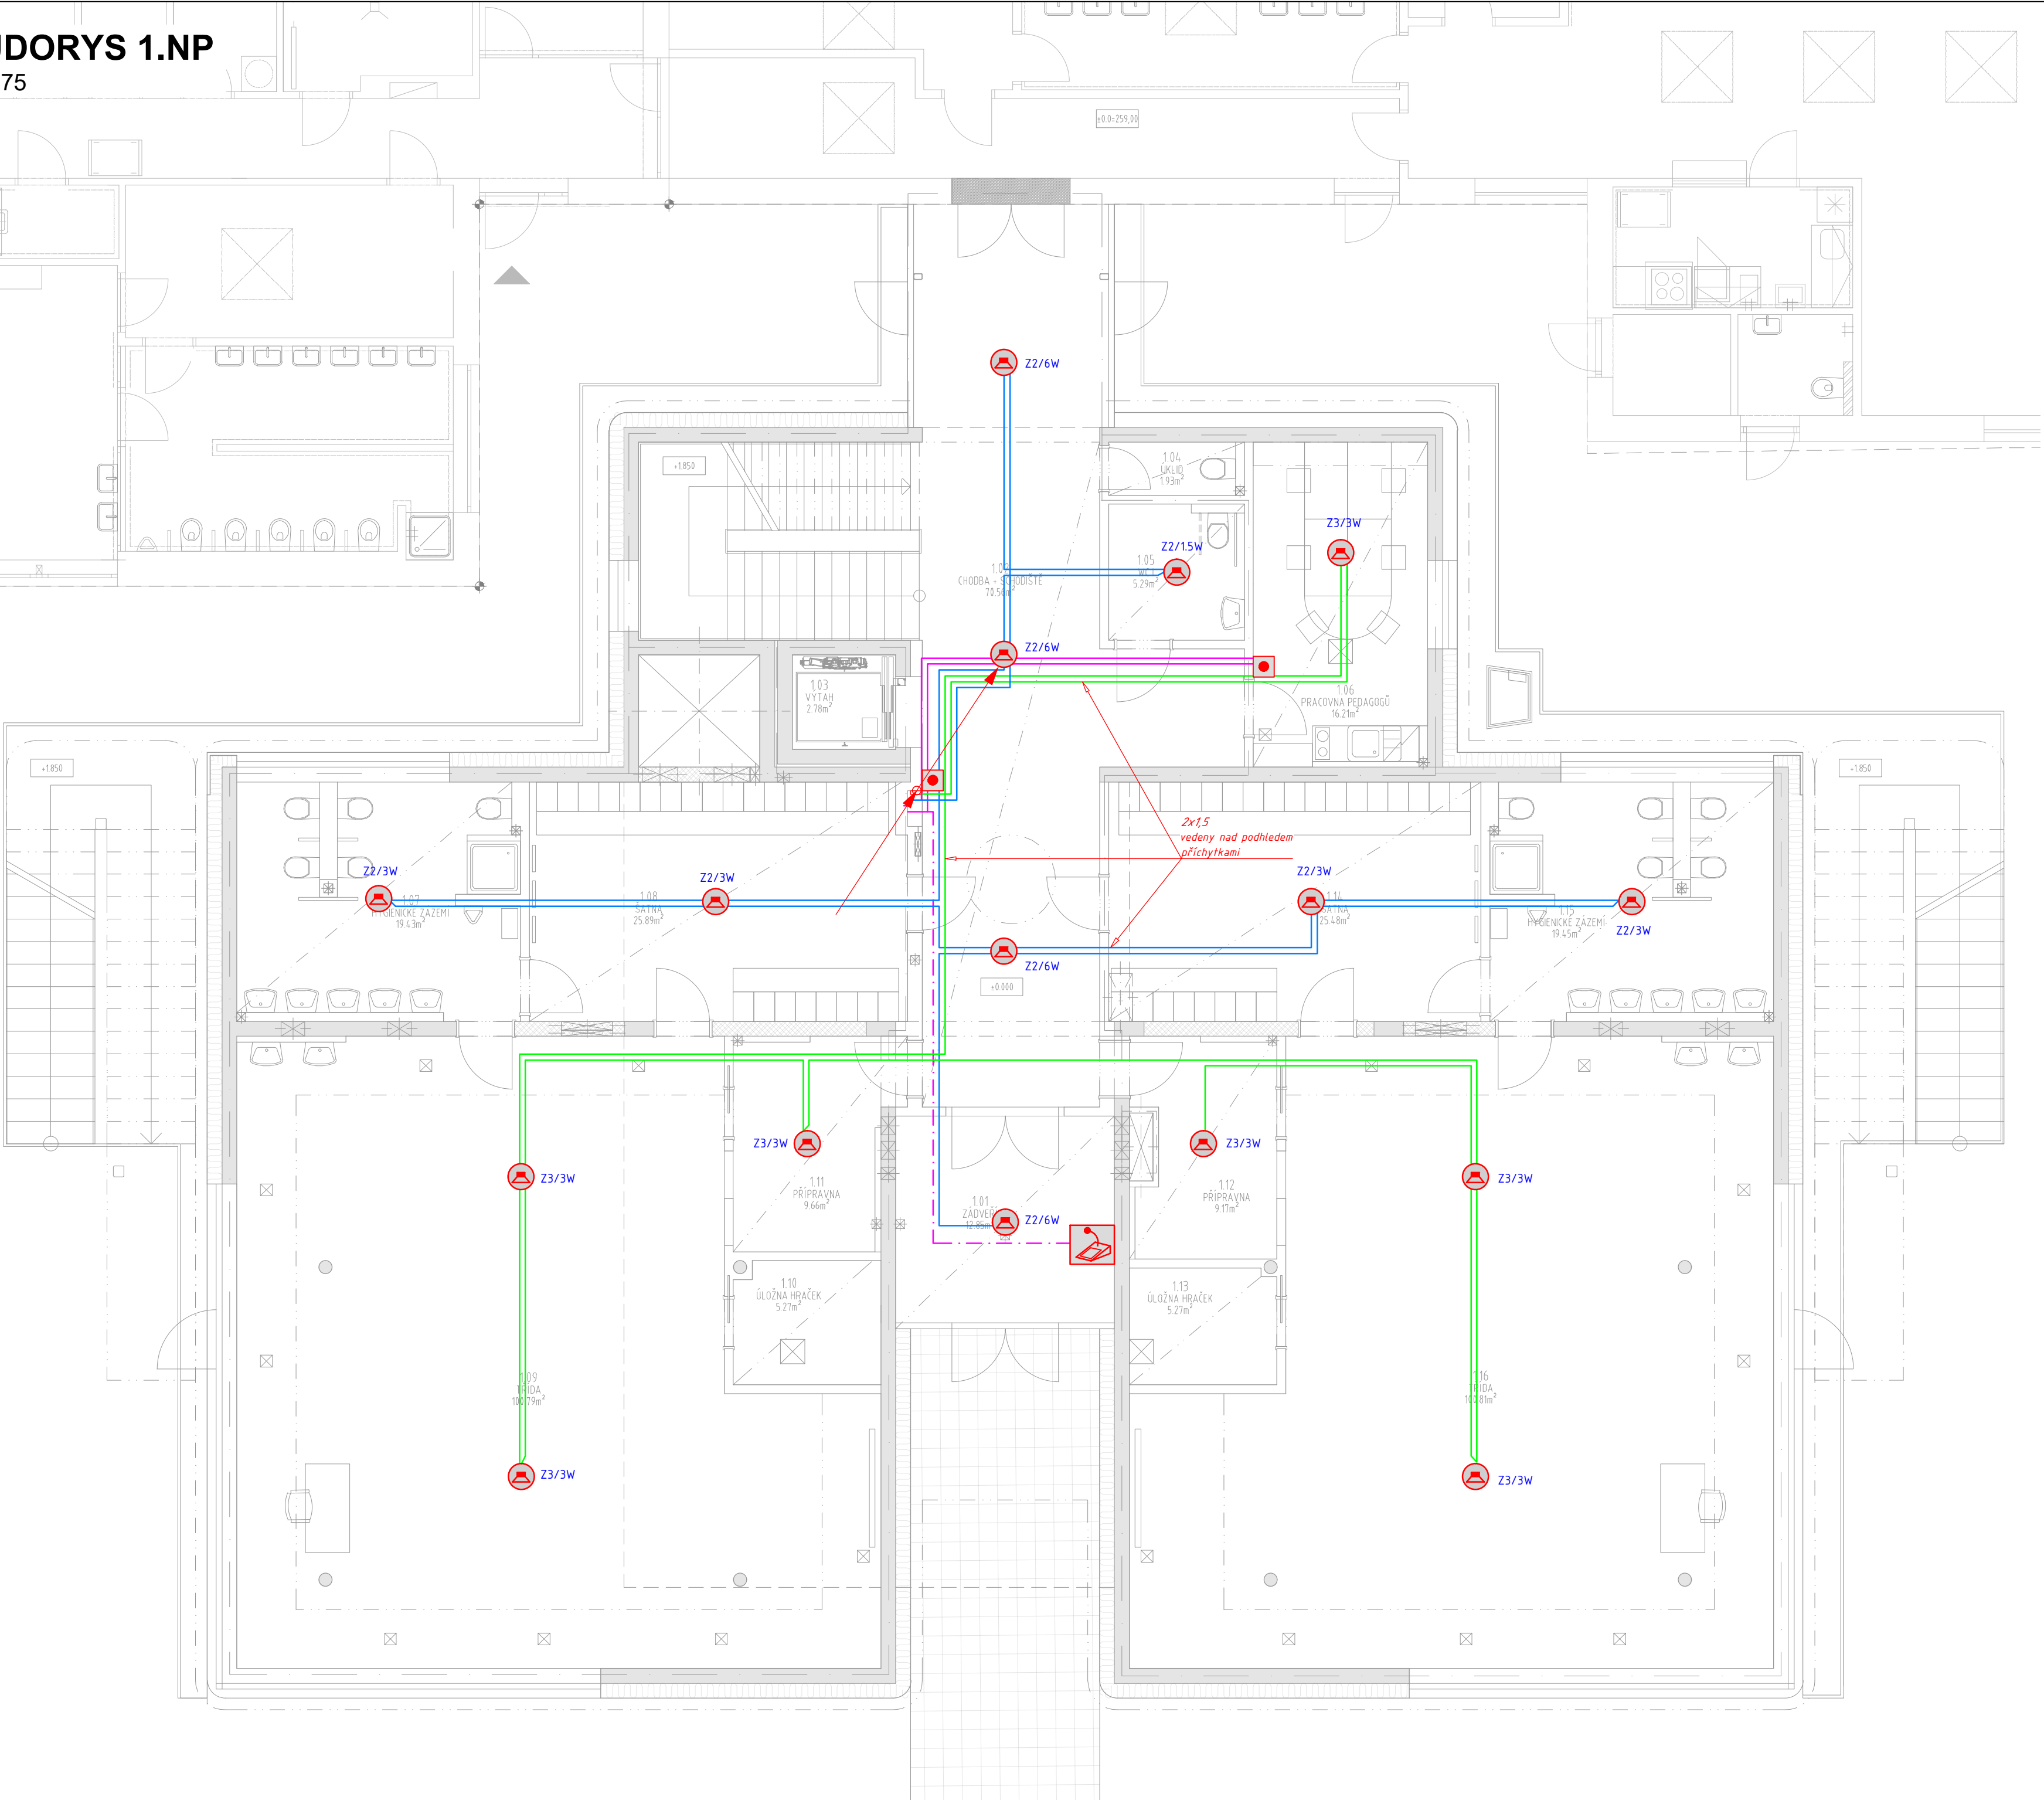 ŮDORYS 1.NP
75
±0.0=259,00
Z2/6W
+1.850
1.04
ÚKLID
1.93m²
Z3/3W
Z2/1.5W
1.05
5.29m²
CHODBA + SCHODIŠTĚ
70.56m²
Z2/6W
1.03
VÝTAH
2.78m²
1.06
PRACOVNA PEDAGOGŮ
16.21m²
+1.850
+1.850
2x1,5
vedeny nad podhledem
příchytkami
Z2/3W
Z2/3W
Z2/3W
1.07
HYGIENICKÉ ZÁZEMÍ
19.43m²
1.08
ŠATNA
25.89m²
1.14
ŠATNA
25.48m²
1.15
HYGIENICKÉ ZÁZEMÍ
19.45m²
Z2/3W
Z2/6W
±0.000
Z3/3W
Z3/3W
Z3/3W
Z3/3W
1.11
PŘÍPRAVNA
9.66m²
1.12
PŘÍPRAVNA
9.17m²
1.01
ZÁDVEŘÍ
12.85m²
Z2/6W
1.10
ÚLOŽNA HRAČEK
5.27m²
1.13
ÚLOŽNA HRAČEK
5.27m²
1.09
TŘÍDA
100.79m²
1.16
TŘÍDA
100.81m²
Z3/3W
Z3/3W